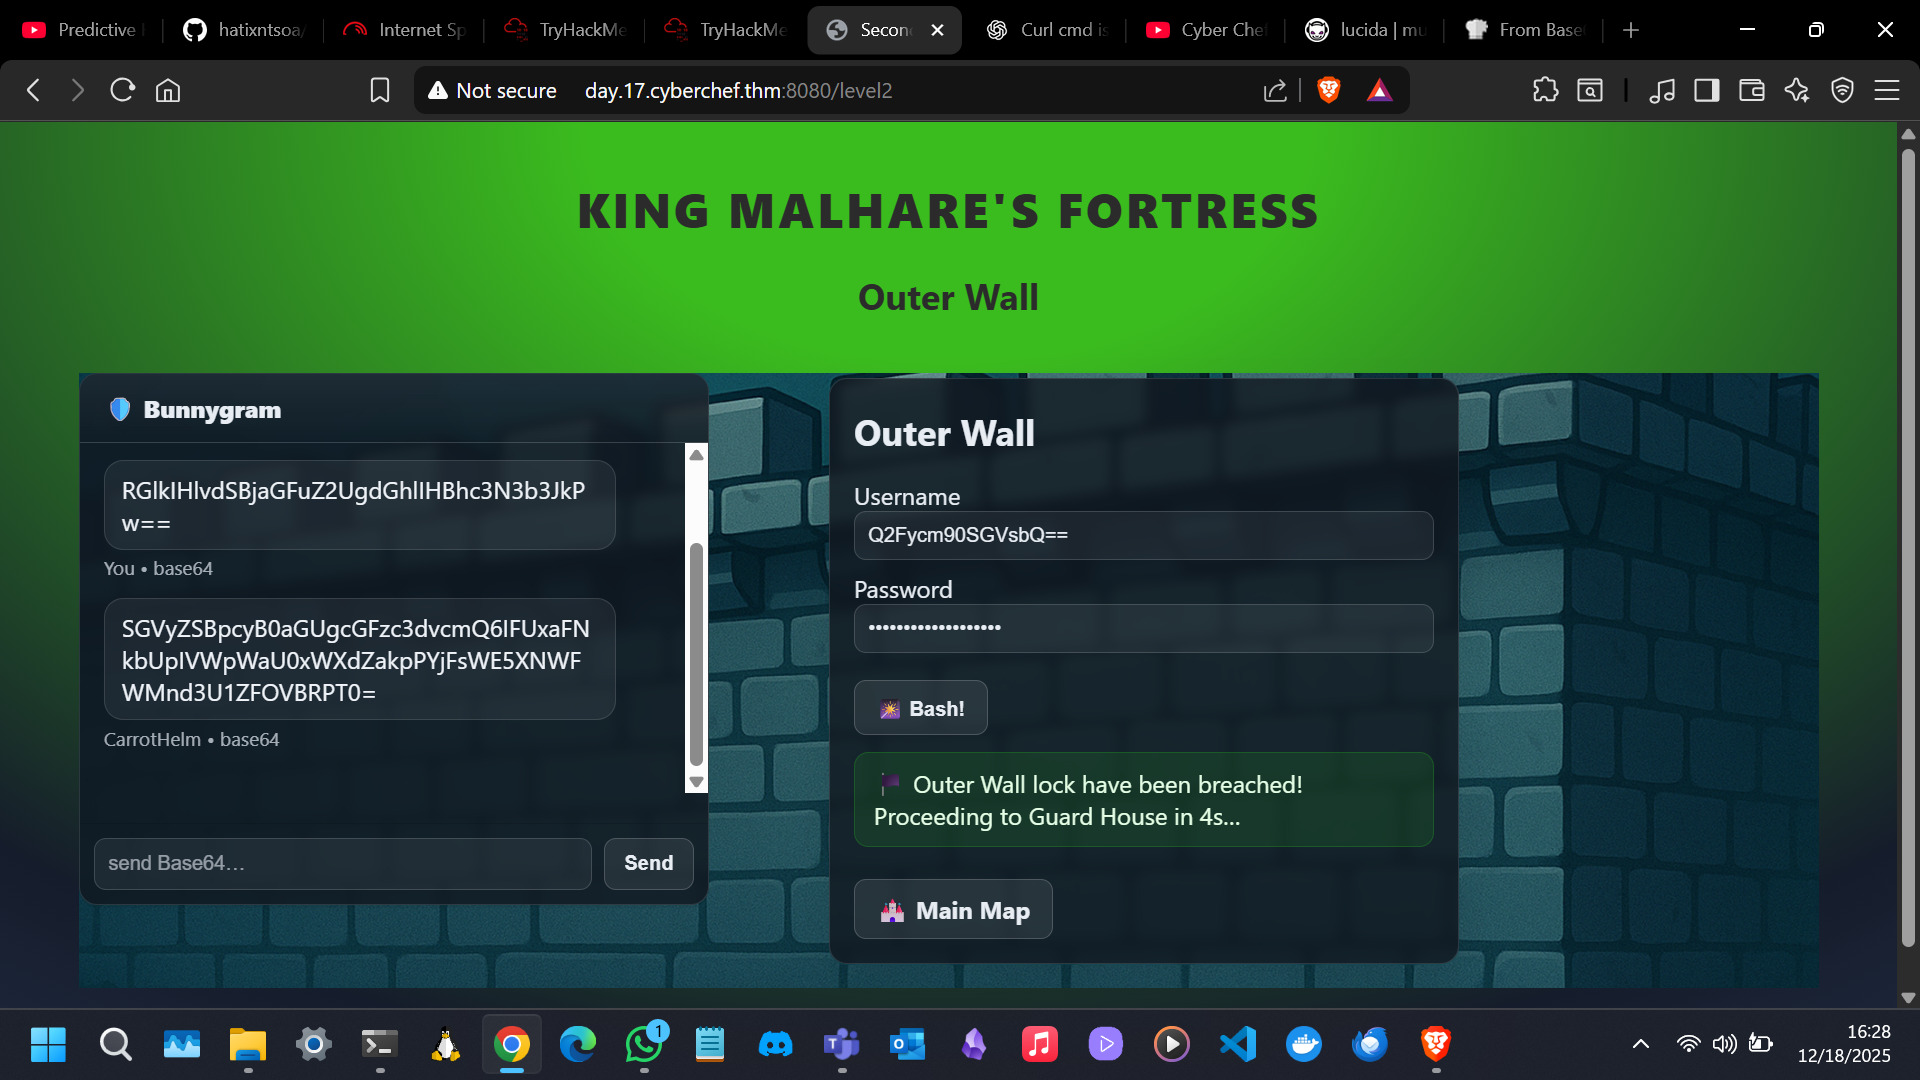 Predictive
hatixntsoa/
Internet Sp
TryHackMe
TryHackMe
Secon
Curl cmd is
Cyber Chef
lucida | mu
From Base
Not secure
day.17.cyberchef.thm:8080/level2
KING MALHARE'S FORTRESS
Outer Wall
Bunnygram
RGlkIHlvdSBjaGFuZ2UgdGhlIHBhc3N3b3JkP
w==
You • base64
SGVyZSBpcyB0aGUgcGFzc3dvcmQ6IFUxaFN
kbUpIVWpWaU0xWXdZakpPYjFsWE5XNWF
WMnd3U1ZFOVBRPT0=
CarrotHelm • base64
send Base64...
Send
Outer Wall
Username
Q2Fycm90SGVsbQ==
Password
•••••••••••••••••••
Bash!
Outer Wall lock have been breached!
Proceeding to Guard House in 4s...
Main Map
1
16:28
12/18/2025